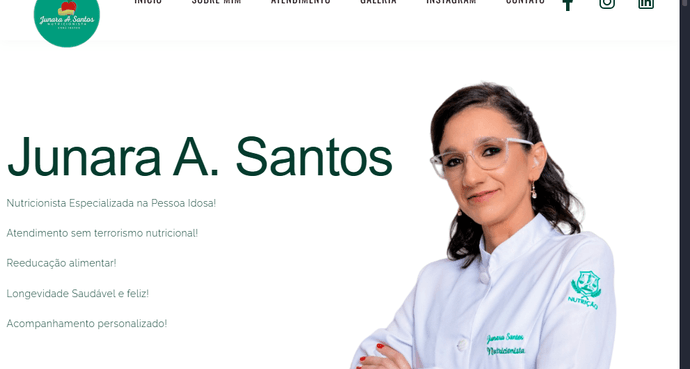 INÍCIO SOBRE MIM ATENDIMENTO GALERIA INSTAGRAM CONTATO
Junara A. Santos
NUTRICIONISTA
Junara A. Santos
Nutricionista Especializada na Pessoa Idosa!
Atendimento sem terrorismo nutricional!
Reeducação alimentar!
Longevidade Saudável e feliz!
Acompanhamento personalizado!
NUTRIÇÃO
Junara Santos
Nutricionista